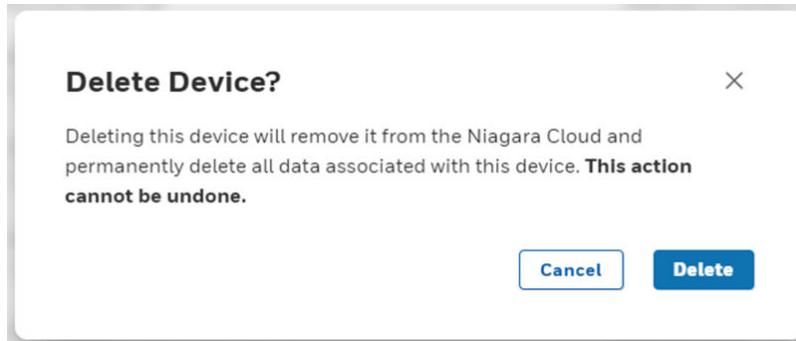 Delete Device?
Deleting this device will remove it from the Niagara Cloud and
permanently delete all data associated with this device. This action
cannot be undone.
Cancel
Delete